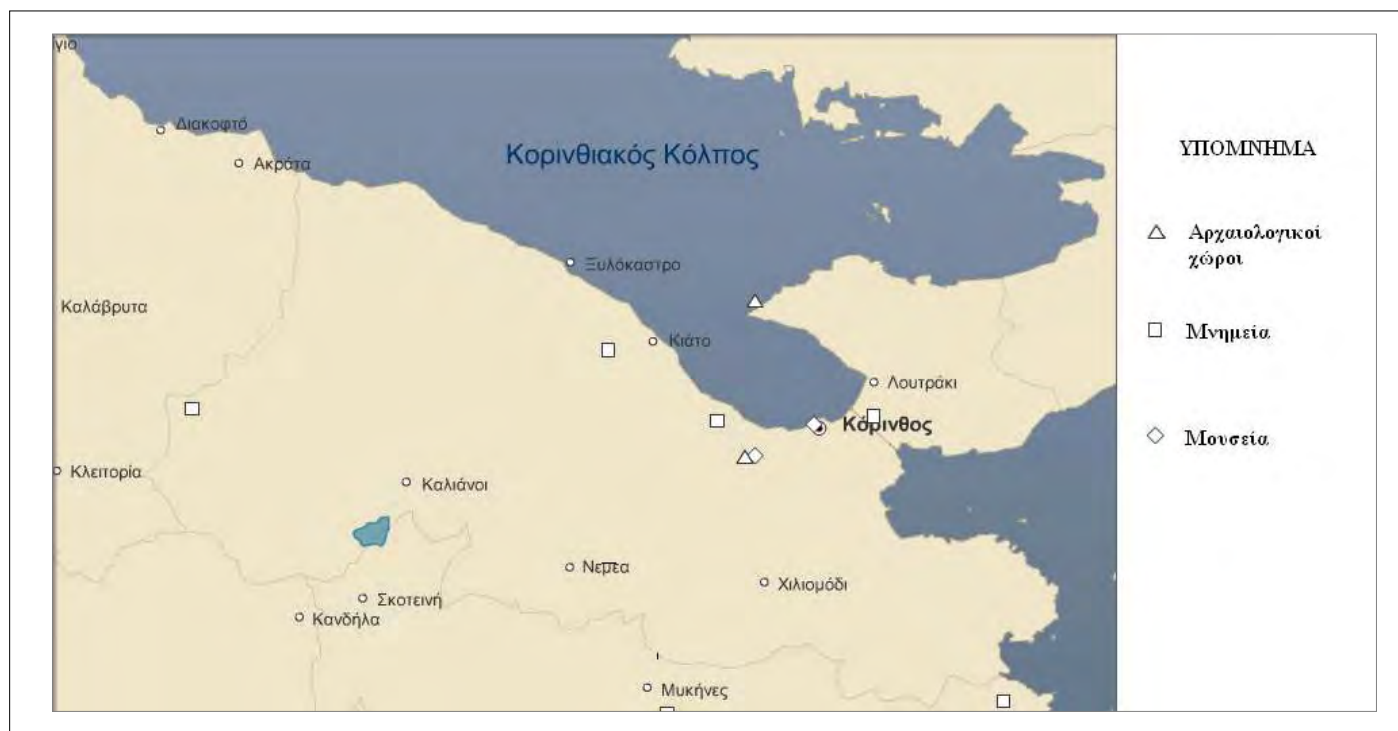 γιο
Διακοφτό
Ακράτα
Κορινθιακός Κόλπος
Ξυλόκαστρο
Καλάβρυτα
Κιάτο
Λουτράκι
Κόρινθος
Κλειτορία
Καλιάνοι
Νεμέα
Χιλιομόδι
Σκοτεινή
Κανδήλα
Μυκήνες
ΥΠΟΜΝΗΜΑ
Αρχαιολογικοί
χώροι
Μνημεία
Μουσεία